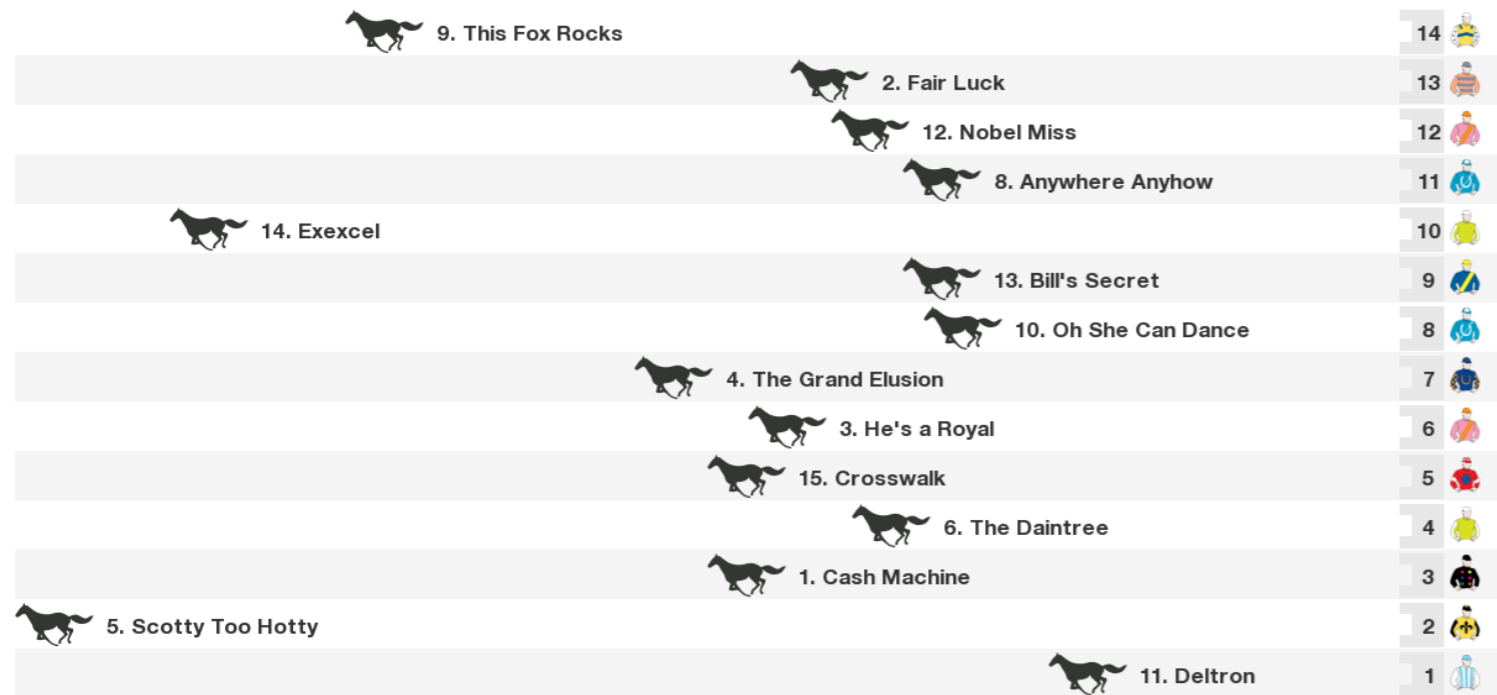 9. This Fox Rocks 14
2. Fair Luck 13
12. Nobel Miss 12
8. Anywhere Anyhow 11
14. Exexcel 10
13. Bill's Secret 9
10. Oh She Can Dance 8
4. The Grand Elusion 7
3. He's a Royal 6
15. Crosswalk 5
6. The Daintree 4
1. Cash Machine 3
5. Scotty Too Hotty 2
11. Deltron 1